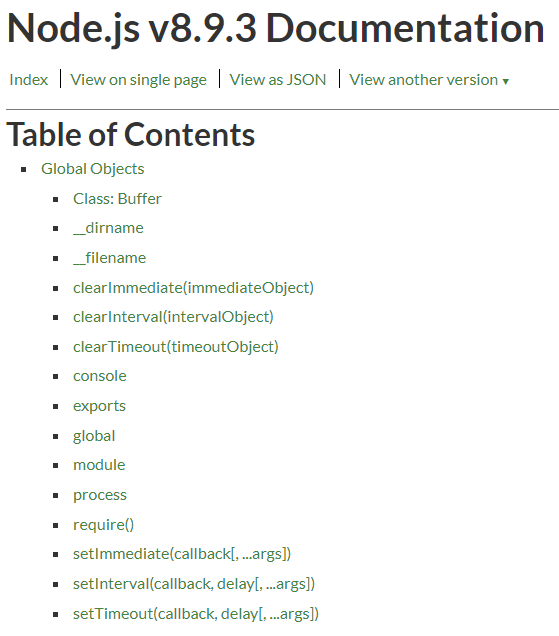 Node.js v8.9.3 Documentation
Index | View on single page | View as JSON | View another version ▼
Table of Contents
Global Objects
Class: Buffer
__dirname
__filename
clearImmediate(immediateObject)
clearInterval(intervalObject)
clearTimeout(timeoutObject)
console
exports
global
module
process
require()
setImmediate(callback[, ...args])
setInterval(callback, delay[, ...args])
setTimeout(callback, delay[, ...args])